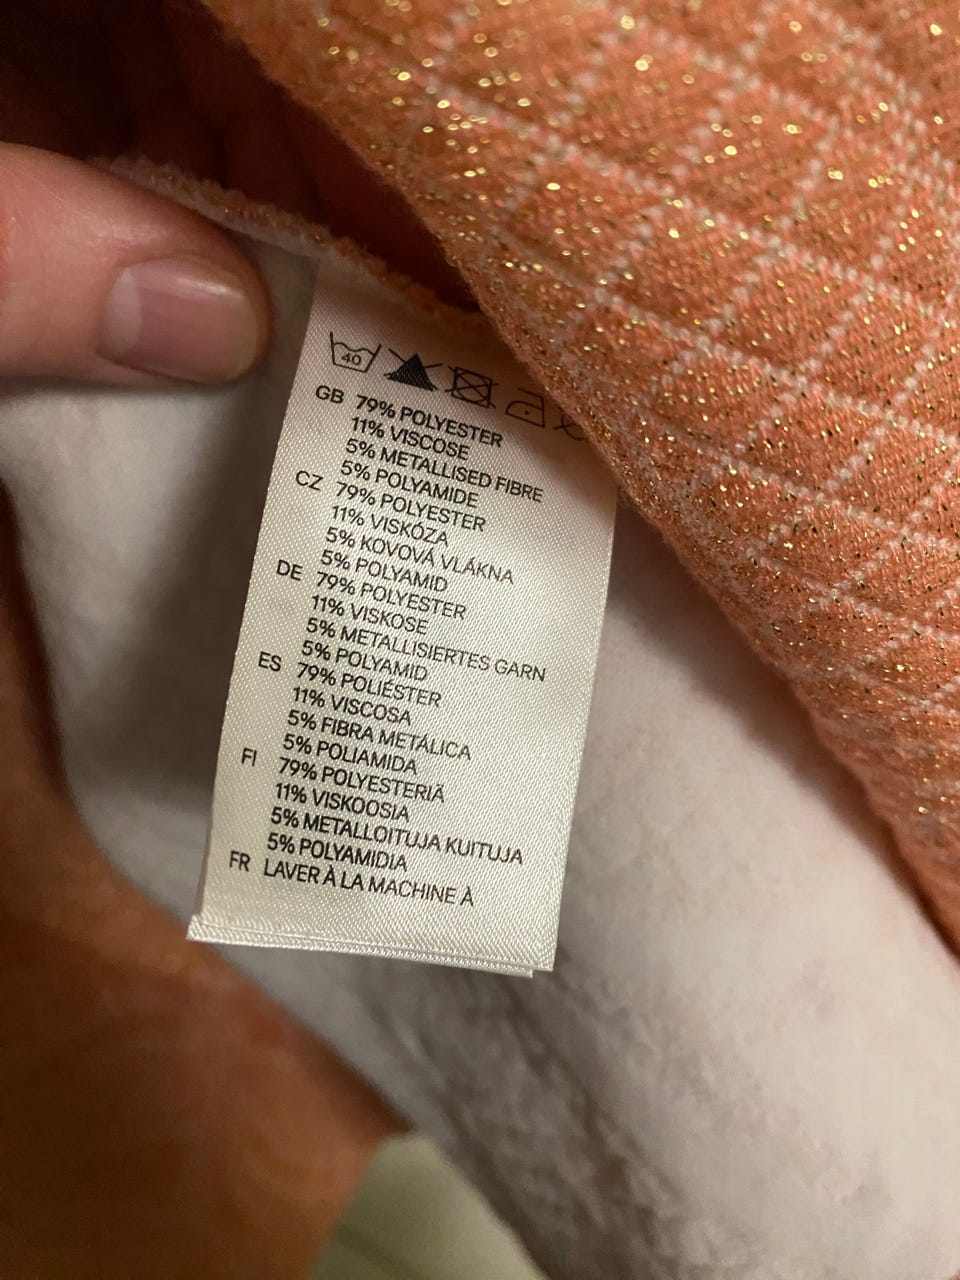 40
GB 79% POLYESTER
11% VISCOSE
5% METALLISED FIBRE
5% POLYAMIDE
CZ 79% POLYESTER
11% VISKÓZA
5% KOVOVÁ VLÁKNA
5% POLYAMID
DE 79% POLYESTER
11% VISKOSE
5% METALLISIERTES GARN
5% POLYAMID
ES 79% POLIÉSTER
11% VISCOSA
5% FIBRA METÁLICA
5% POLIAMIDA
FI 79% POLYESTERIÄ
11% VISKOOSIA
5% METALLOITUJA KUITUJA
5% POLYAMIDIA
FR LAVER À LA MACHINE À